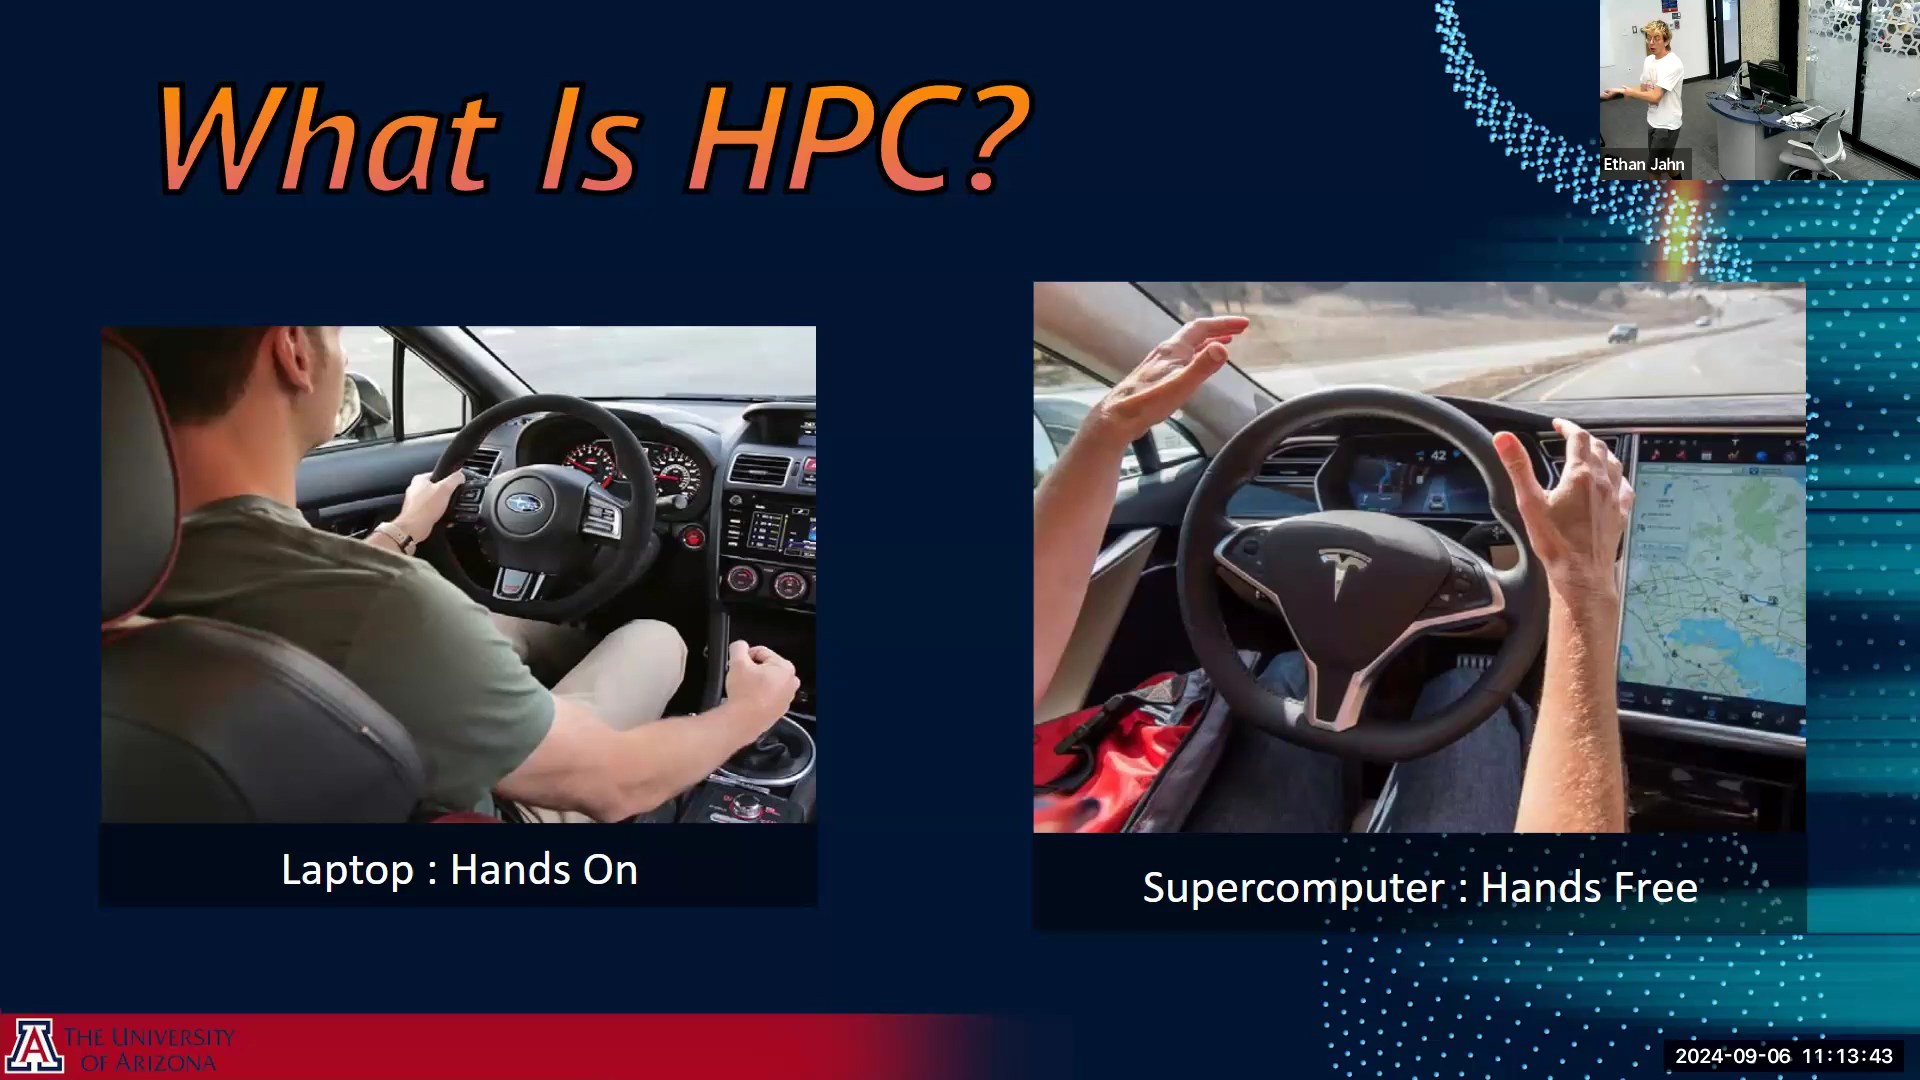 What Is HPC?
Ethan Jahn
42
Laptop : Hands On
Supercomputer : Hands Free
THE UNIVERSITY
OF ARIZONA
2024-09-06 11:13:43